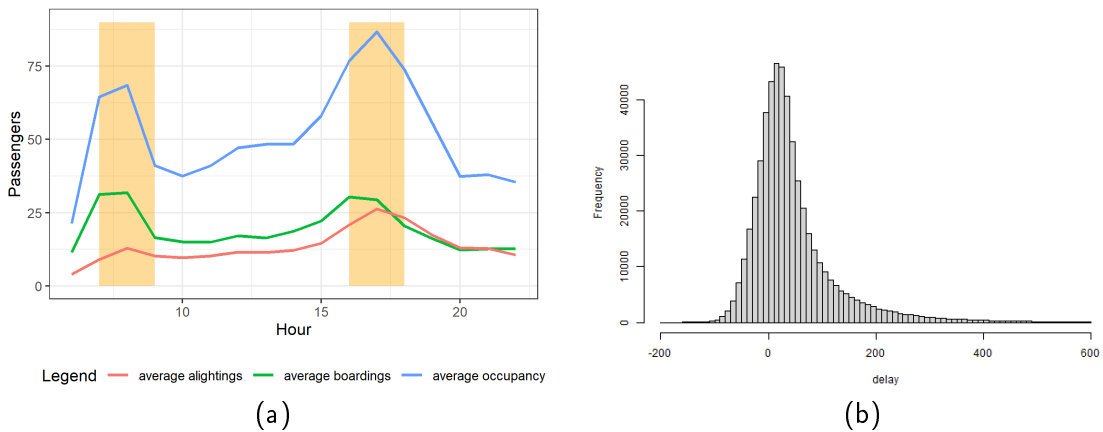 Passengers
75
50
25
0
10 15 20
Hour
Legend average alightings average boardings average occupancy
(a)
Frequency
40000
30000
20000
10000
0
-200 0 200 400 600
delay
(b)